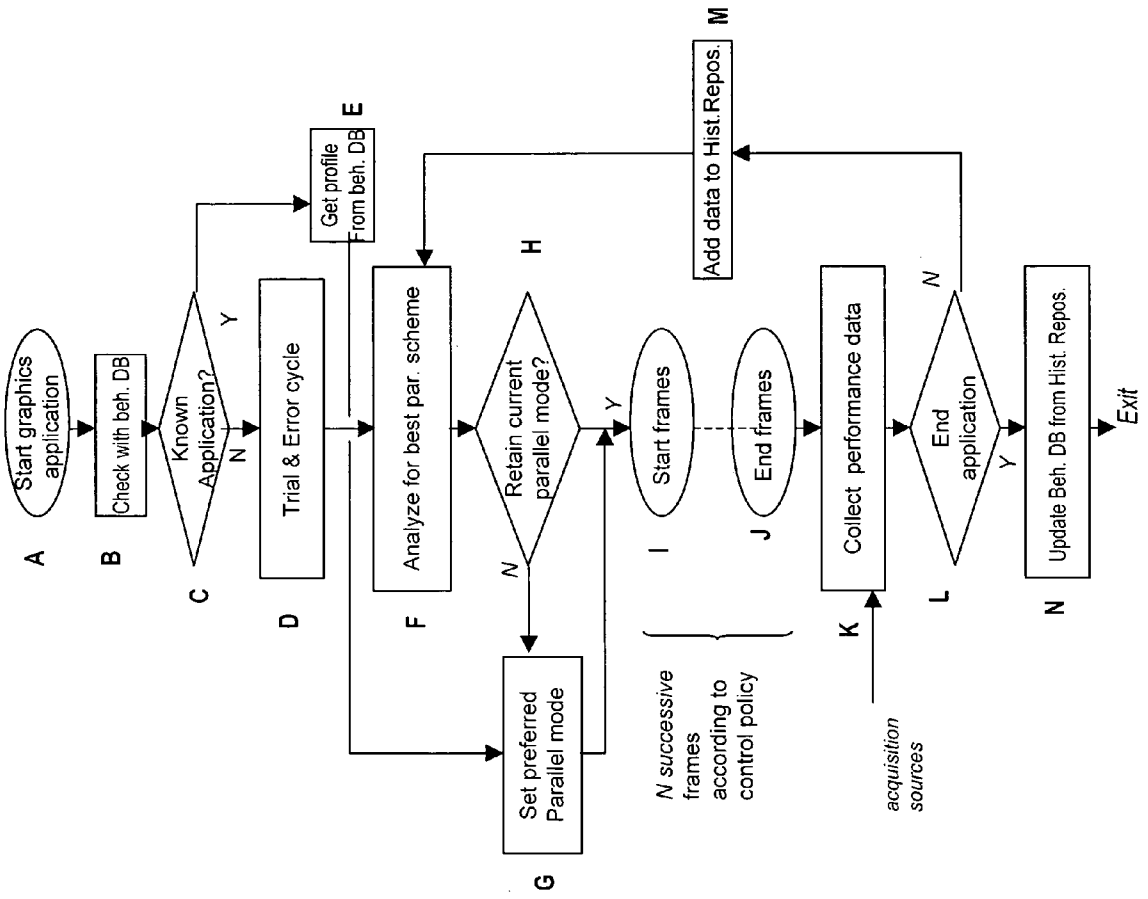 A
Start graphics
application
B
Check with beh. DB
C
Known
Application?
Y
N
E
Get profile
From beh. DB
D
Trial & Error cycle
F
Analyze for best par. scheme
H
Retain current
parallel mode?
N
Y
G
Set preferred
Parallel mode
I
Start frames
J
End frames
N successive
frames
according to
control policy
M
Add data to Hist.Repos.
K
Collect performance data
acquisition
sources
L
End
application
N
Y
N
Update Beh. DB from Hist. Repos.
Exit